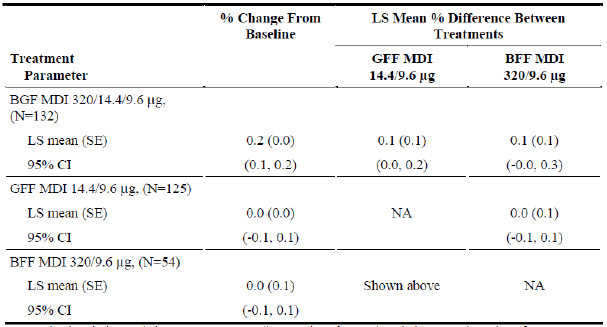 % Change From Baseline LS Mean % Difference Between Treatments
Treatment Parameter GFF MDI 14.4/9.6 µg BFF MDI 320/9.6 µg
BGF MDI 320/14.4/9.6 µg, (N=132)
LS mean (SE) 0.2 (0.0) 0.1 (0.1) 0.1 (0.1)
95% CI (0.1, 0.2) (0.0, 0.2) (-0.0, 0.3)
GFF MDI 14.4/9.6 µg, (N=125)
LS mean (SE) 0.0 (0.0) NA 0.0 (0.1)
95% CI (-0.1, 0.1) (-0.1, 0.1)
BFF MDI 320/9.6 µg, (N=54)
LS mean (SE) 0.0 (0.1) Shown above NA
95% CI (-0.1, 0.1)